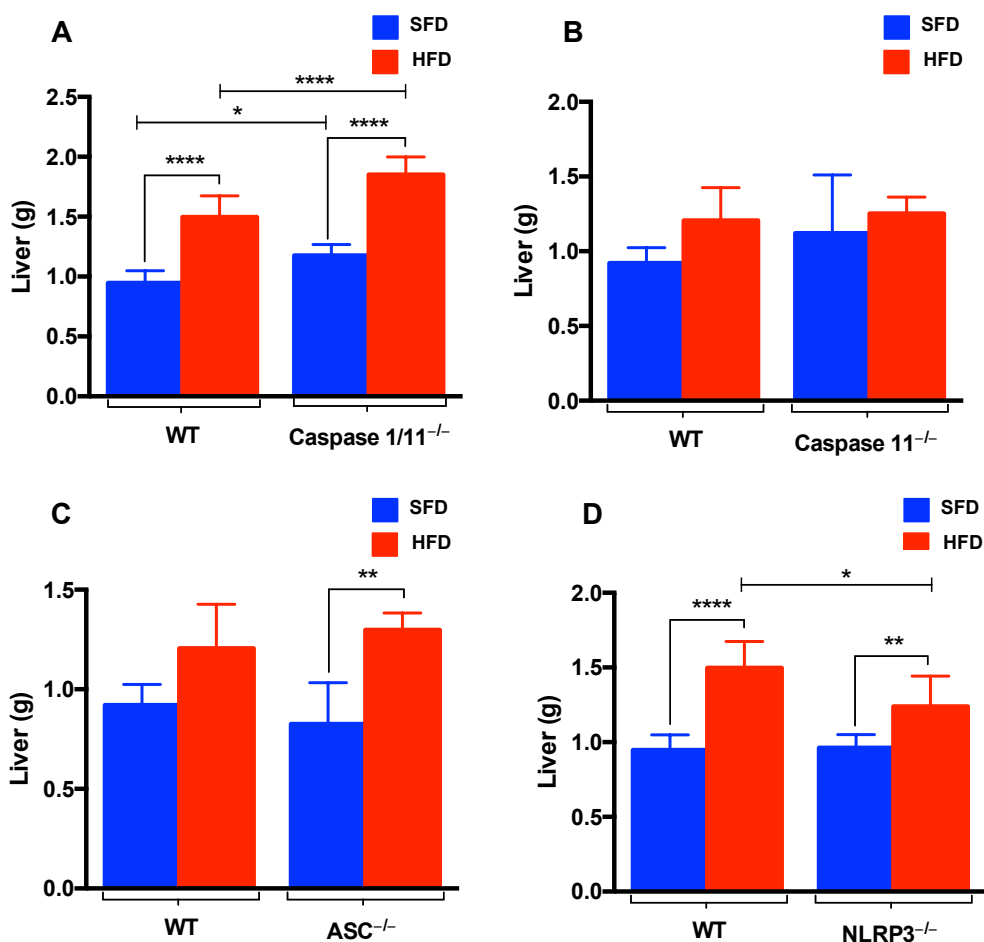 A
SFD
HFD
****
*
****
****
2.5
2.0
1.5
1.0
0.5
0.0
Liver (g)
WT
Caspase 1/11−/−
B
SFD
HFD
2.0
1.5
1.0
0.5
0.0
Liver (g)
WT
Caspase 11−/−
C
SFD
HFD
**
1.5
1.0
0.5
0.0
Liver (g)
WT
ASC−/−
D
SFD
HFD
*
****
**
2.0
1.5
1.0
0.5
0.0
Liver (g)
WT
NLRP3−/−